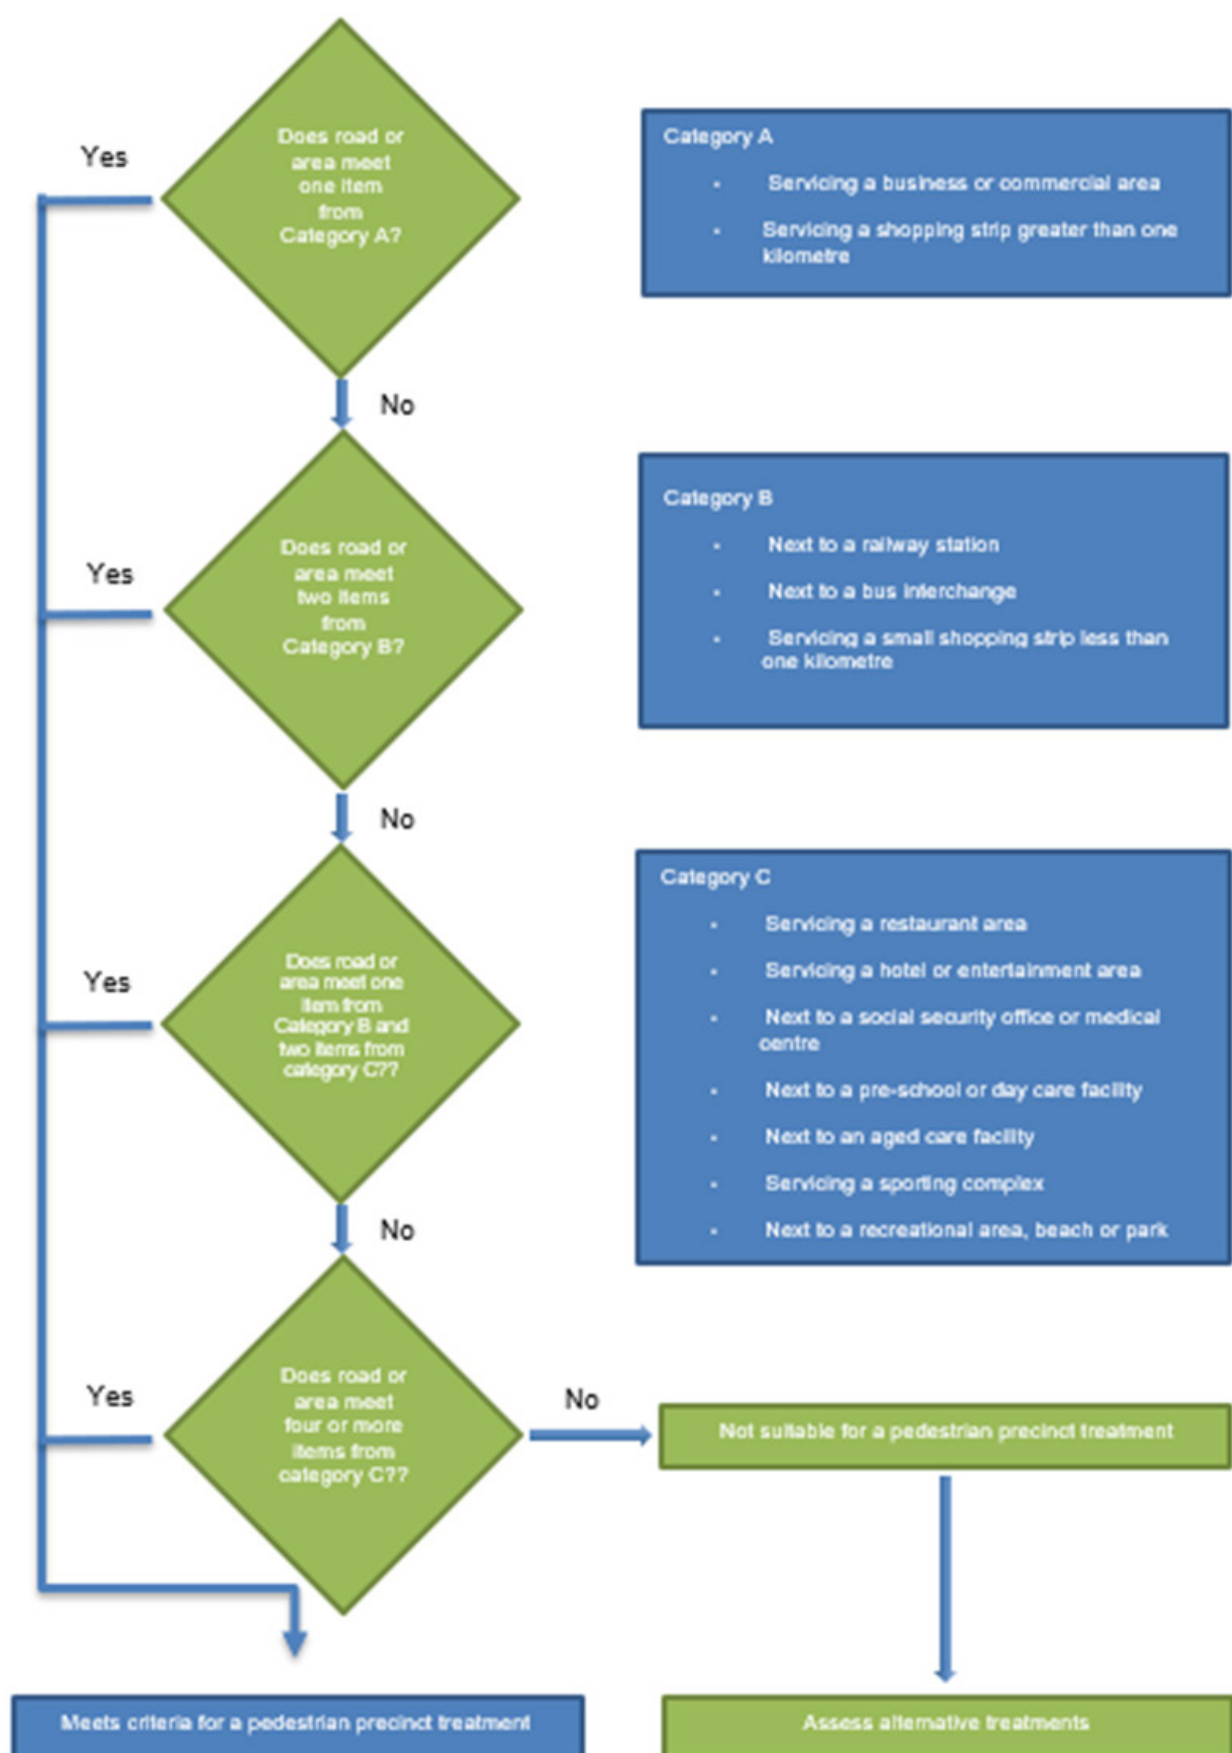 Does road or
area meet
one item
from
Category A?
Yes
No
Category A
Servicing a business or commercial area
Servicing a shopping strip greater than one
kilometre
Does road or
area meet
two items
from
Category B?
Yes
No
Category B
Next to a railway station
Next to a bus interchange
Servicing a small shopping strip less than
one kilometre
Does road or
area meet one
item from
Category B and
two items from
category C??
Yes
No
Category C
Servicing a restaurant area
Servicing a hotel or entertainment area
Next to a social security office or medical
centre
Next to a pre-school or day care facility
Next to an aged care facility
Servicing a sporting complex
Next to a recreational area, beach or park
Does road or
area meet
four or more
items from
category C??
Yes
No
Not suitable for a pedestrian precinct treatment
Meets criteria for a pedestrian precinct treatment
Assess alternative treatments